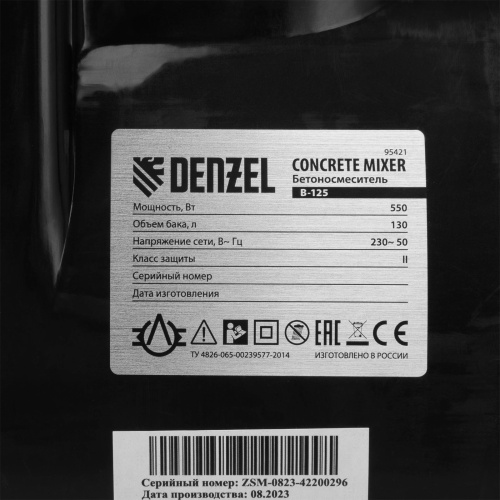 95421
DENZEL
CONCRETE MIXER
Бетоносмеситель
B-125
Мощность, Вт 550
Объем бака, л 130
Напряжение сети, В~ Гц 230~ 50
Класс защиты II
Серийный номер
Дата изготовления
EAC CE
ТУ 4826-065-00239577-2014 ИЗГОТОВЛЕНО В РОССИИ
Серийный номер: ZSM-0823-42200296
Дата производства: 08.2023